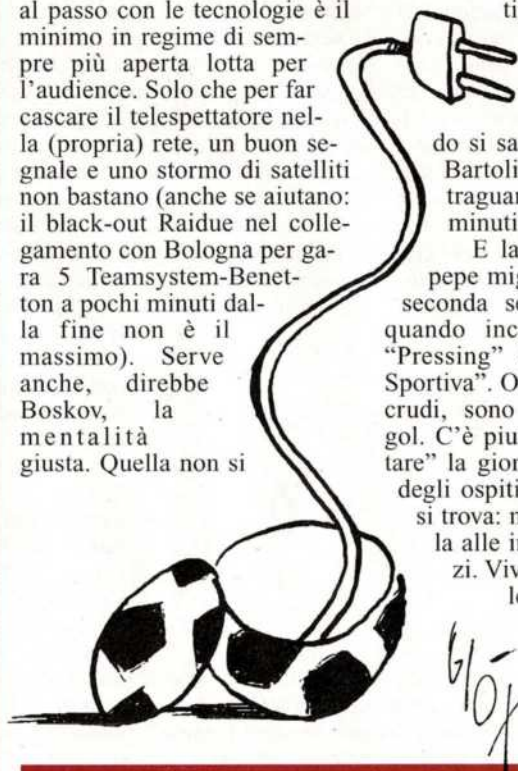 al passo con le tecnologie è il
minimo in regime di sem-
pre più aperta lotta per
l'audience. Solo che per far
cascare il telespettatore nel-
la (propria) rete, un buon se-
gnale e uno stormo di satelliti
non bastano (anche se aiutano:
il black-out Raidue nel colle-
gamento con Bologna per ga-
ra 5 Teamsystem-Benet-
ton a pochi minuti dal-
la fine non è il
massimo). Serve
anche, direbbe
Boskov, la
mentalità
giusta. Quella non si
ti
do si sa
Bartoli
traguar
minuti
E la
pepe mig
seconda se
quando inc
“Pressing”
Sportiva”. O
crudi, sono
gol. C'è piu
tare” la gior
degli ospiti
si trova: n
la alle in
zi. Viv